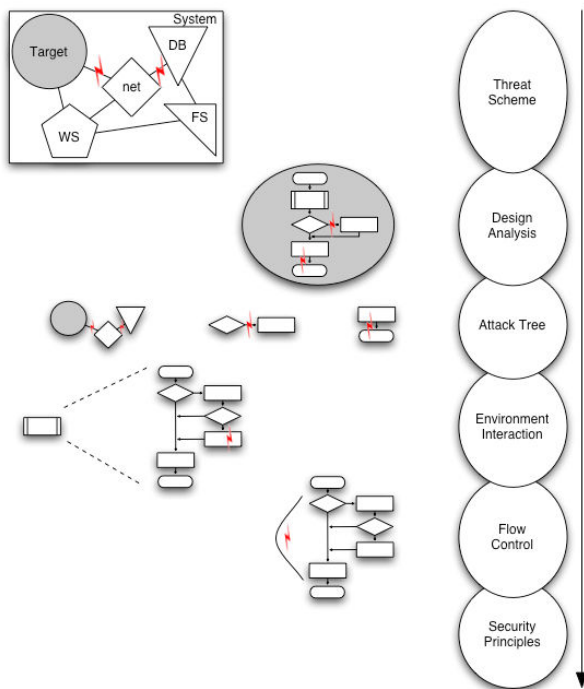 System
Target
DB
net
WS
FS
Threat
Scheme
Design
Analysis
Attack Tree
Environment
Interaction
Flow
Control
Security
Principles